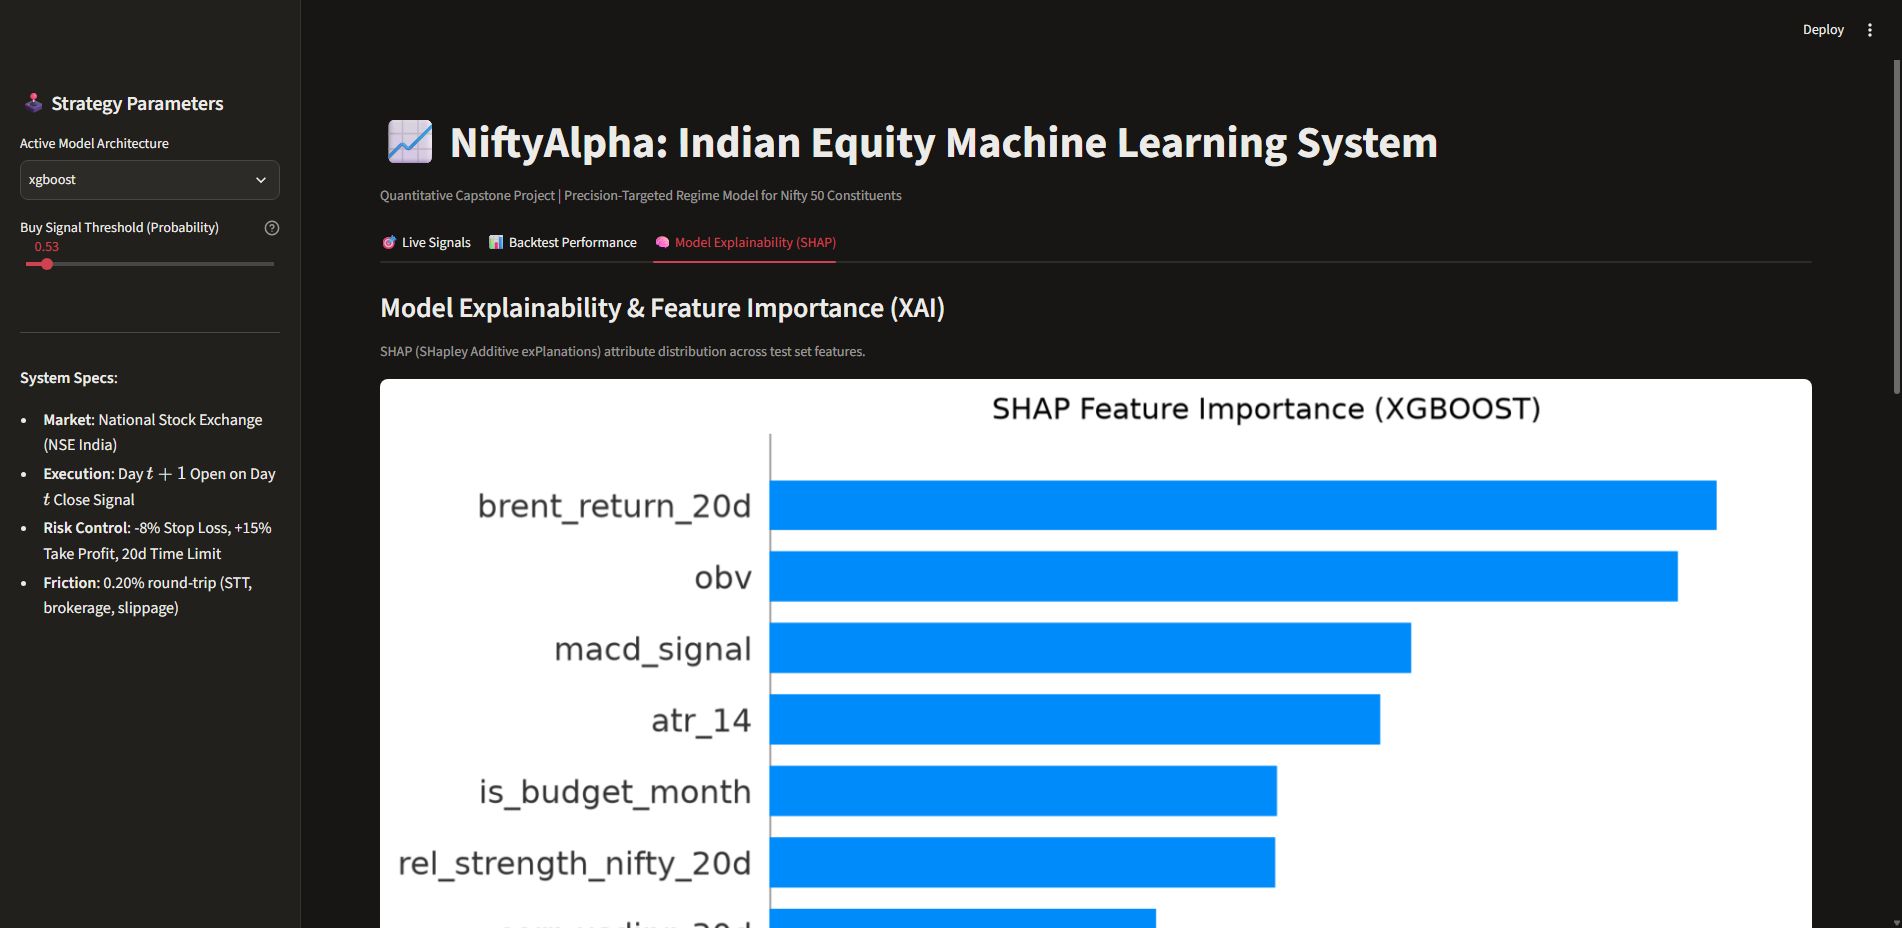 Deploy
Strategy Parameters
Active Model Architecture
xgboost
Buy Signal Threshold (Probability)
0.53
System Specs:
Market: National Stock Exchange
(NSE India)
Execution: Day t + 1 Open on Day
t Close Signal
Risk Control: -8% Stop Loss, +15%
Take Profit, 20d Time Limit
Friction: 0.20% round-trip (STT,
brokerage, slippage)
NiftyAlpha: Indian Equity Machine Learning System
Quantitative Capstone Project | Precision-Targeted Regime Model for Nifty 50 Constituents
Live Signals
Backtest Performance
Model Explainability (SHAP)
Model Explainability & Feature Importance (XAI)
SHAP (SHapley Additive exPlanations) attribute distribution across test set features.
SHAP Feature Importance (XGBOOST)
brent_return_20d
obv
macd_signal
atr_14
is_budget_month
rel_strength_nifty_20d